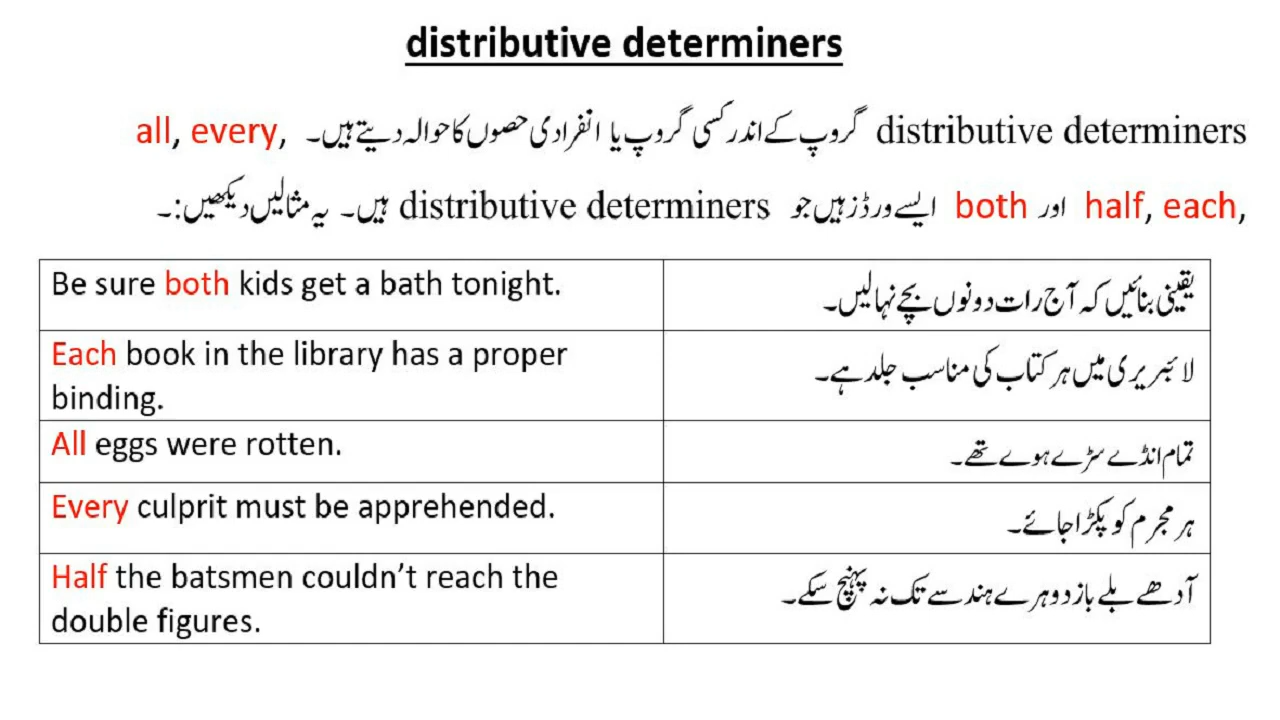 distributive determiners
distributive determiners گروپ کے اندر کسی گروپ یا انفرادی حصوں کا حوالہ دیتے ہیں۔ all, every,
half, each, اور both ایسے ورڈز ہیں جو distributive determiners ہیں۔ یہ مثالیں دیکھیں:۔
Be sure both kids get a bath tonight.
یقینی بنائیں کہ آج رات دونوں بچے نہا لیں۔
Each book in the library has a proper
binding.
لائبریری میں ہر کتاب کی مناسب جلد ہے۔
All eggs were rotten.
تمام انڈے سڑے ہوے تھے۔
Every culprit must be apprehended.
ہر مجرم کو پکڑا جائے۔
Half the batsmen couldn’t reach the
double figures.
آدھے بلے باز دوہرے ہندسے تک نہ پہنچ سکے۔